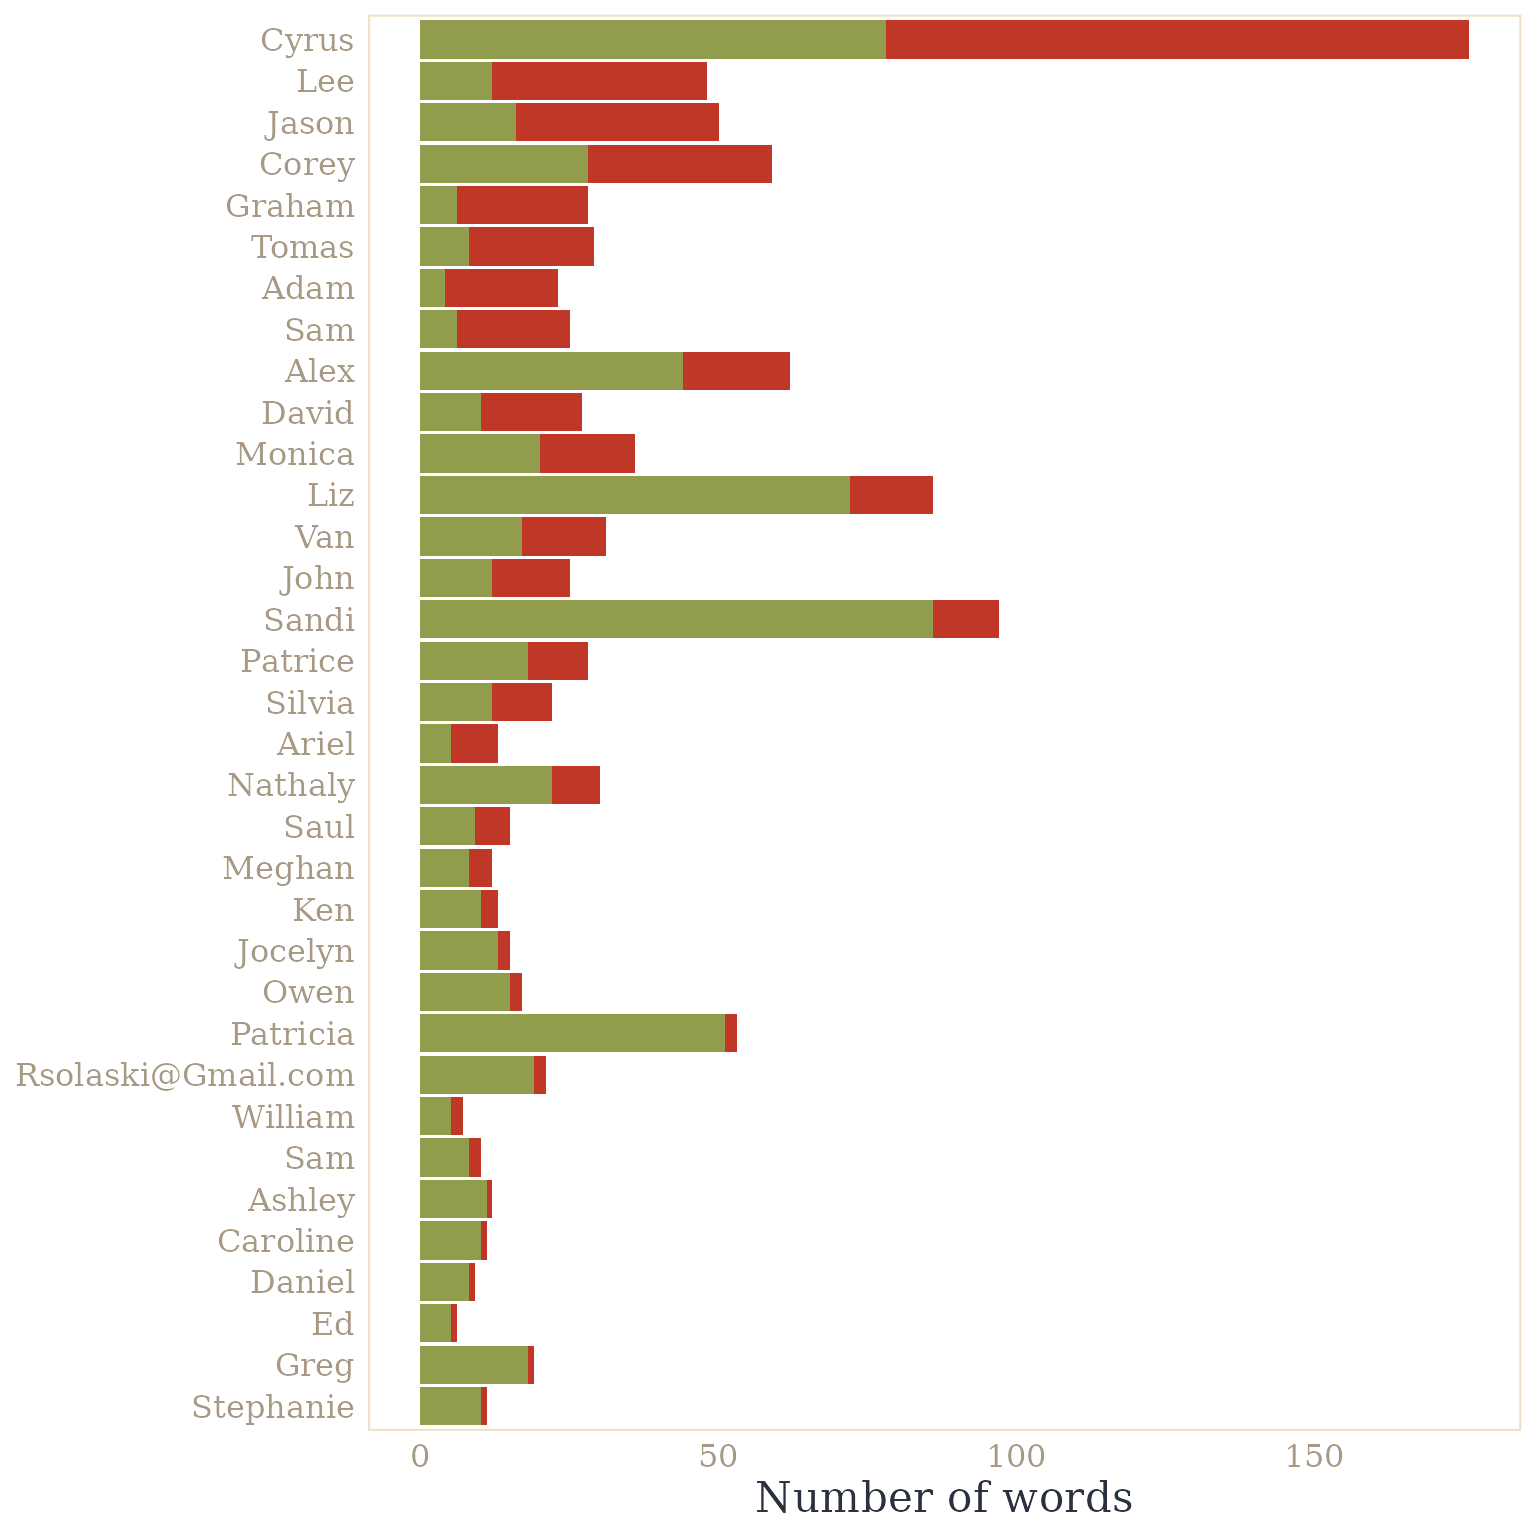 Cyrus
Lee
Jason
Corey
Graham
Tomas
Adam
Sam
Alex
David
Monica
Liz
Van
John
Sandi
Patrice
Silvia
Ariel
Nathaly
Saul
Meghan
Ken
Jocelyn
Owen
Patricia
Rsolaski@Gmail.com
William
Sam
Ashley
Caroline
Daniel
Ed
Greg
Stephanie
0 50 100 150
Number of words